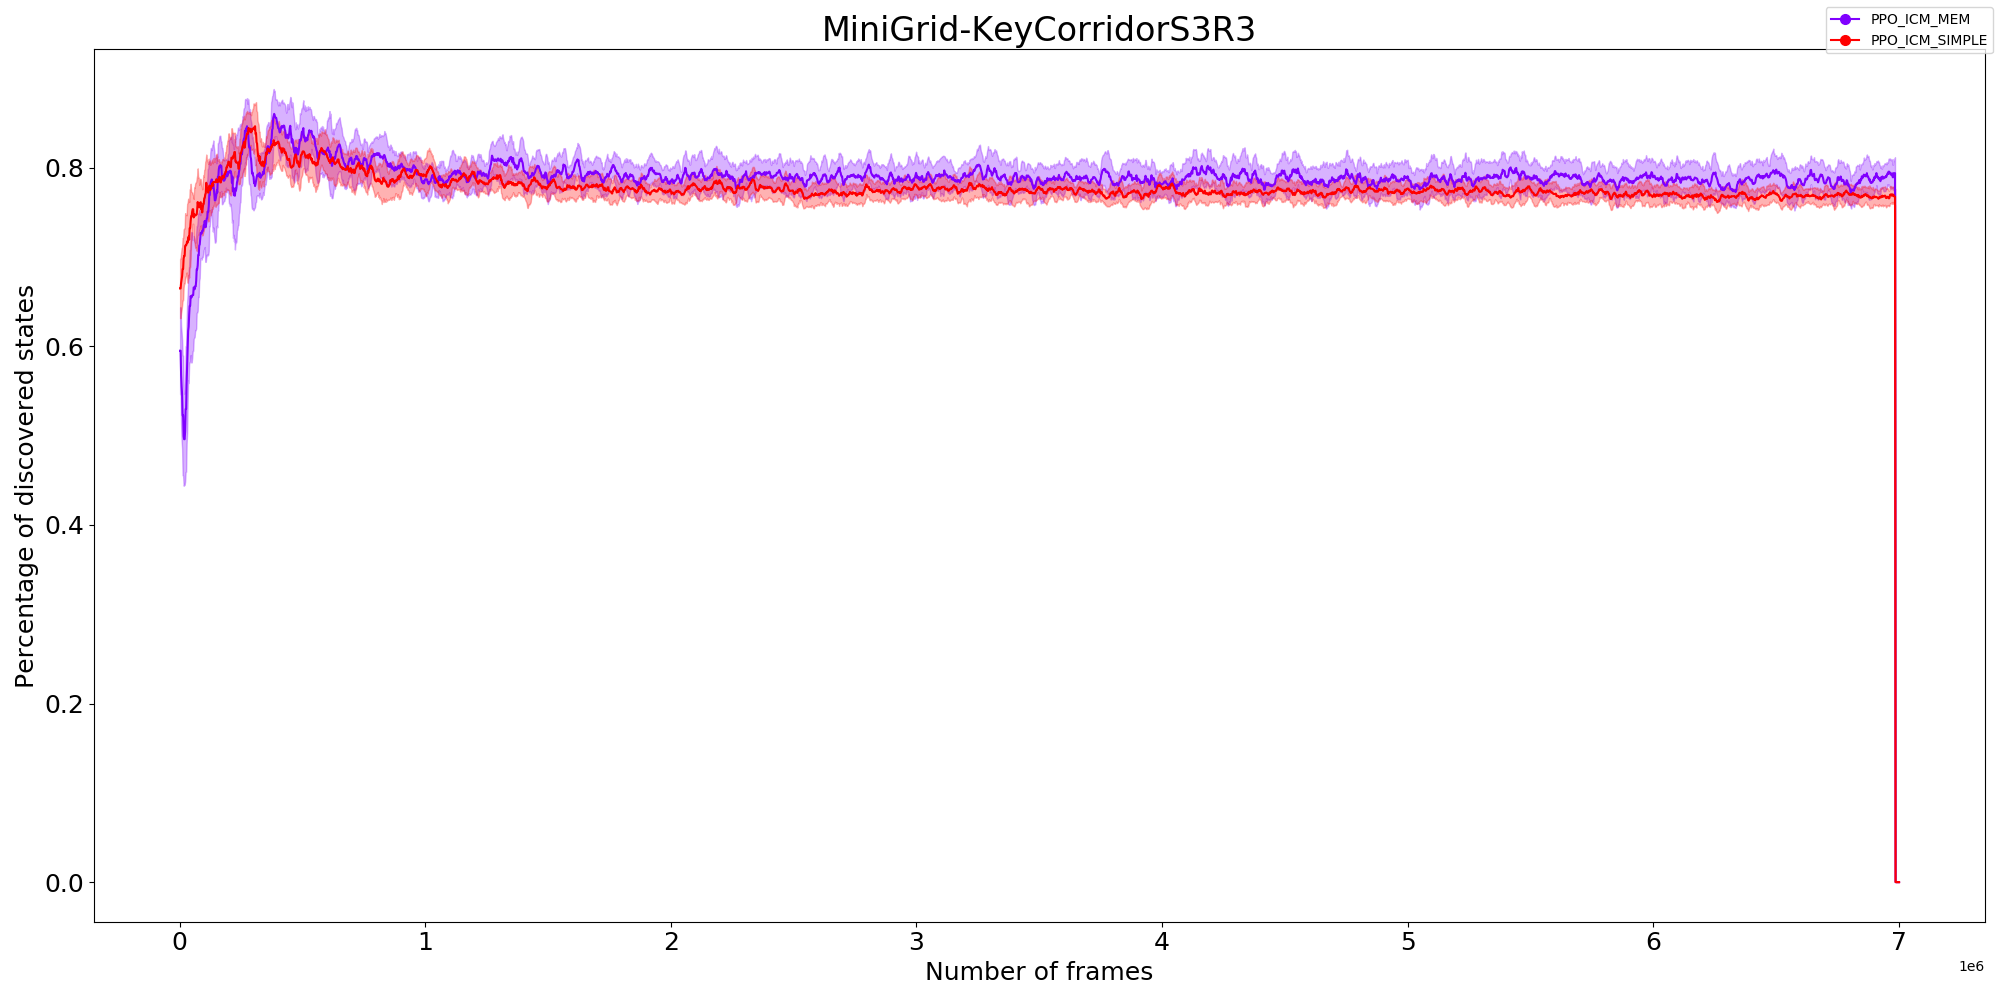 MiniGrid-KeyCorridorS3R3
PPO_ICM_MEM
PPO_ICM_SIMPLE
Percentage of discovered states
0.8
0.6
0.4
0.2
0.0
0 1 2 3 4 5 6 7
Number of frames
1e6